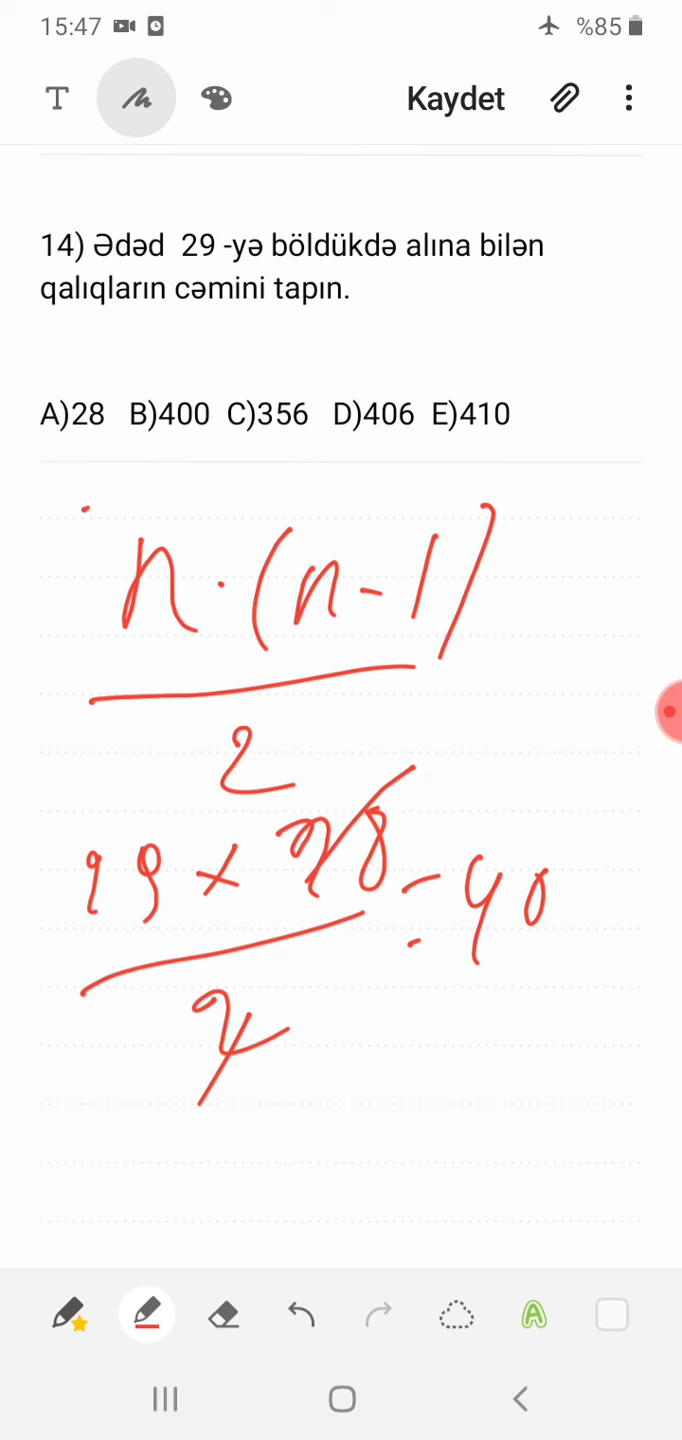 15:47 %85
T Kaydet
14) Ədəd 29 -yə böldükdə alına bilən
qalıqların cəmini tapın.
A)28 B)400 C)356 D)406 E)410
n·(n-1)
2
29 x 28 = 40
2
A